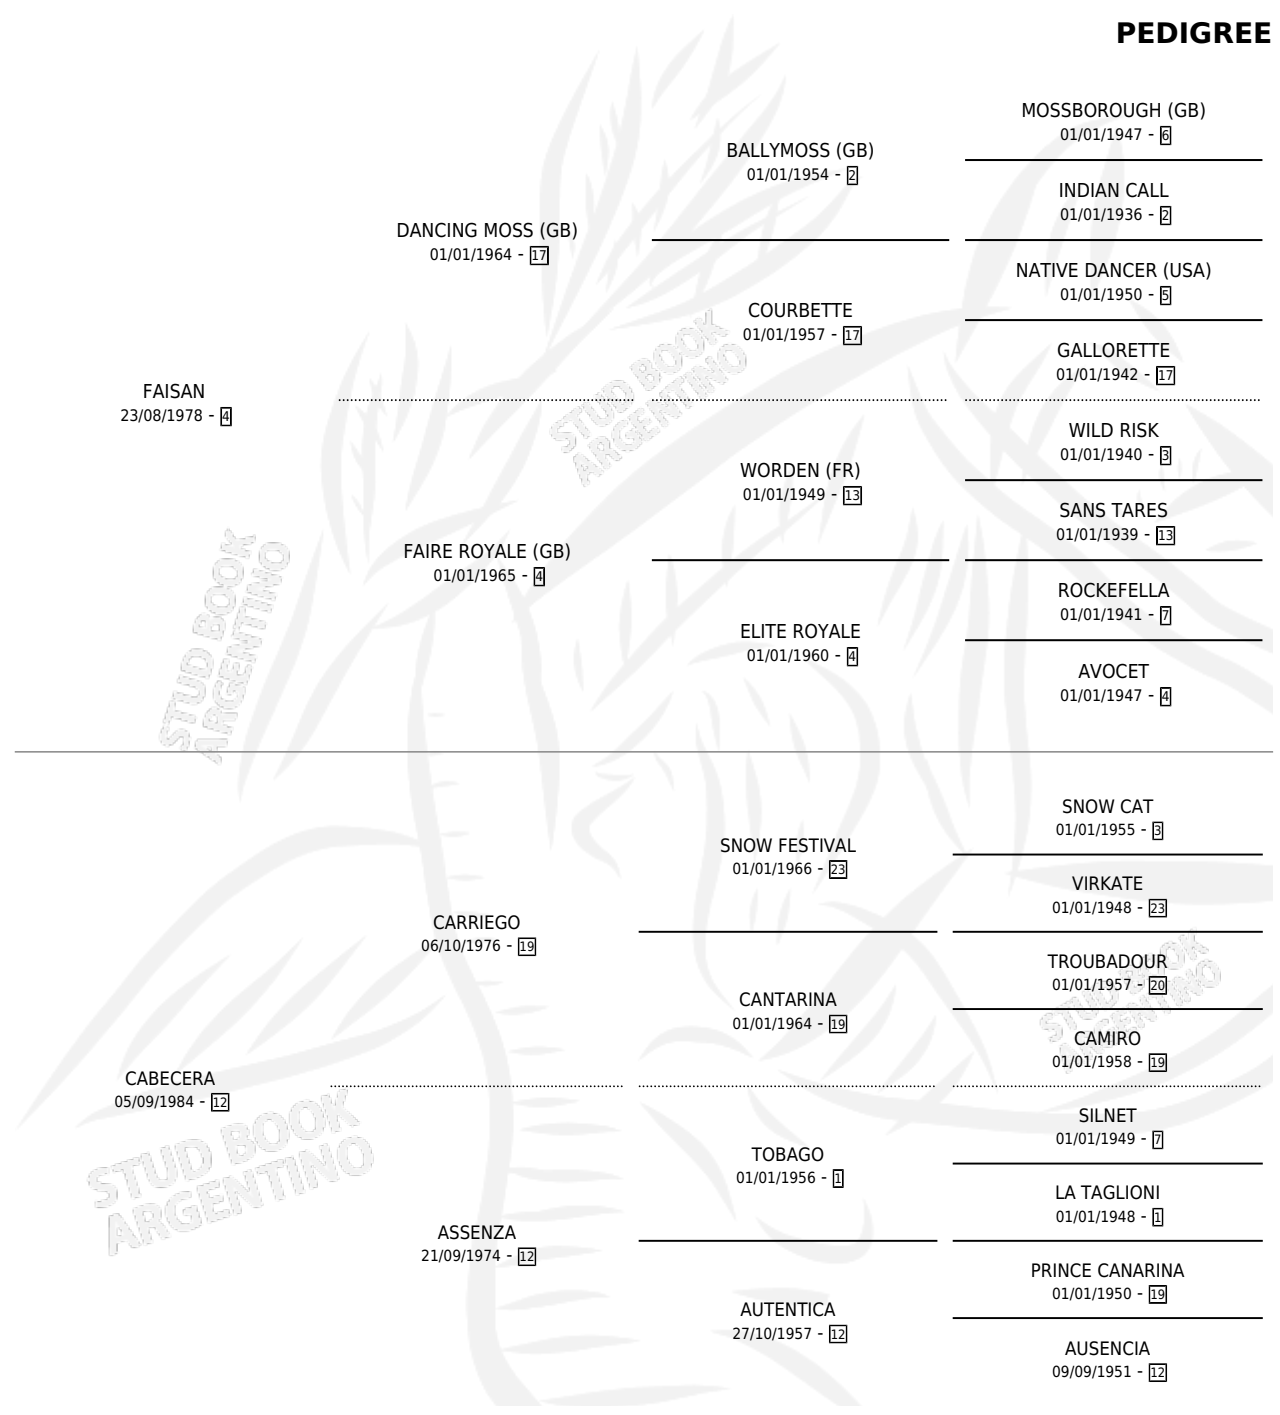 PEDIGREE
MOSSBOROUGH (GB)
01/01/1947 - 6
BALLYMOSS (GB)
01/01/1954 - 2
INDIAN CALL
01/01/1936 - 2
DANCING MOSS (GB)
01/01/1964 - 17
NATIVE DANCER (USA)
01/01/1950 - 5
COURBETTE
01/01/1957 - 17
GALLORETTE
01/01/1942 - 17
FAISAN
23/08/1978 - 4
WILD RISK
01/01/1940 - 3
WORDEN (FR)
01/01/1949 - 13
SANS TARES
01/01/1939 - 13
FAIRE ROYALE (GB)
01/01/1965 - 4
ROCKEFELLA
01/01/1941 - 7
ELITE ROYALE
01/01/1960 - 4
AVOCET
01/01/1947 - 4
STUD BOOK
ARGENTINO
STUD BOOK
ARGENTINO
SNOW CAT
01/01/1955 - 3
SNOW FESTIVAL
01/01/1966 - 23
VIRKATE
01/01/1948 - 23
CARRIEGO
06/10/1976 - 19
TROUBADOUR
01/01/1957 - 20
CANTARINA
01/01/1964 - 19
CAMIRO
01/01/1958 - 19
CABECERA
05/09/1984 - 12
SILNET
01/01/1949 - 7
TOBAGO
01/01/1956 - 1
LA TAGLIONI
01/01/1948 - 1
ASSENZA
21/09/1974 - 12
PRINCE CANARINA
01/01/1950 - 19
AUTENTICA
27/10/1957 - 12
AUSENCIA
09/09/1951 - 12
STUD BOOK
ARGENTINO
STUD BOOK
ARGENTINO